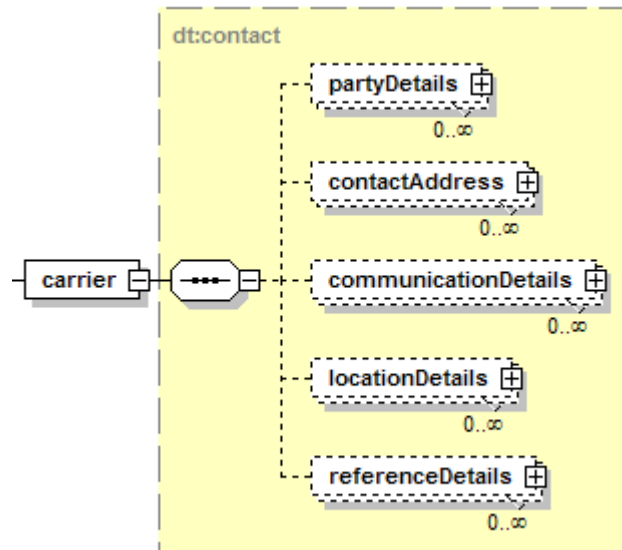 dt:contact
partyDetails
0..∞
contactAddress
0..∞
carrier
communicationDetails
0..∞
locationDetails
0..∞
referenceDetails
0..∞